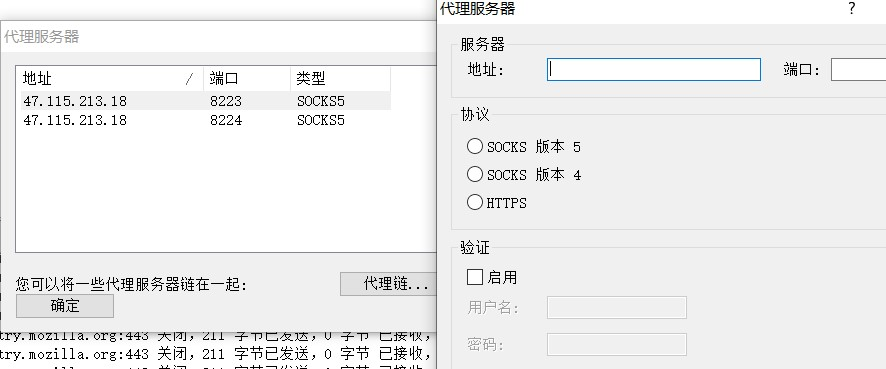 代理服务器
地址 / 端口 类型
47.115.213.18 8223 SOCKS5
47.115.213.18 8224 SOCKS5
您可以将一些代理服务器链在一起:
代理链...
确定
try.mozilla.org:443 关闭，211 字节已发送，0 字节 已接收，
try.mozilla.org:443 关闭，211 字节已发送，0 字节 已接收，
代理服务器 ?
服务器
地址: 端口:
协议
SOCKS 版本 5
SOCKS 版本 4
HTTPS
验证
启用
用户名:
密码: